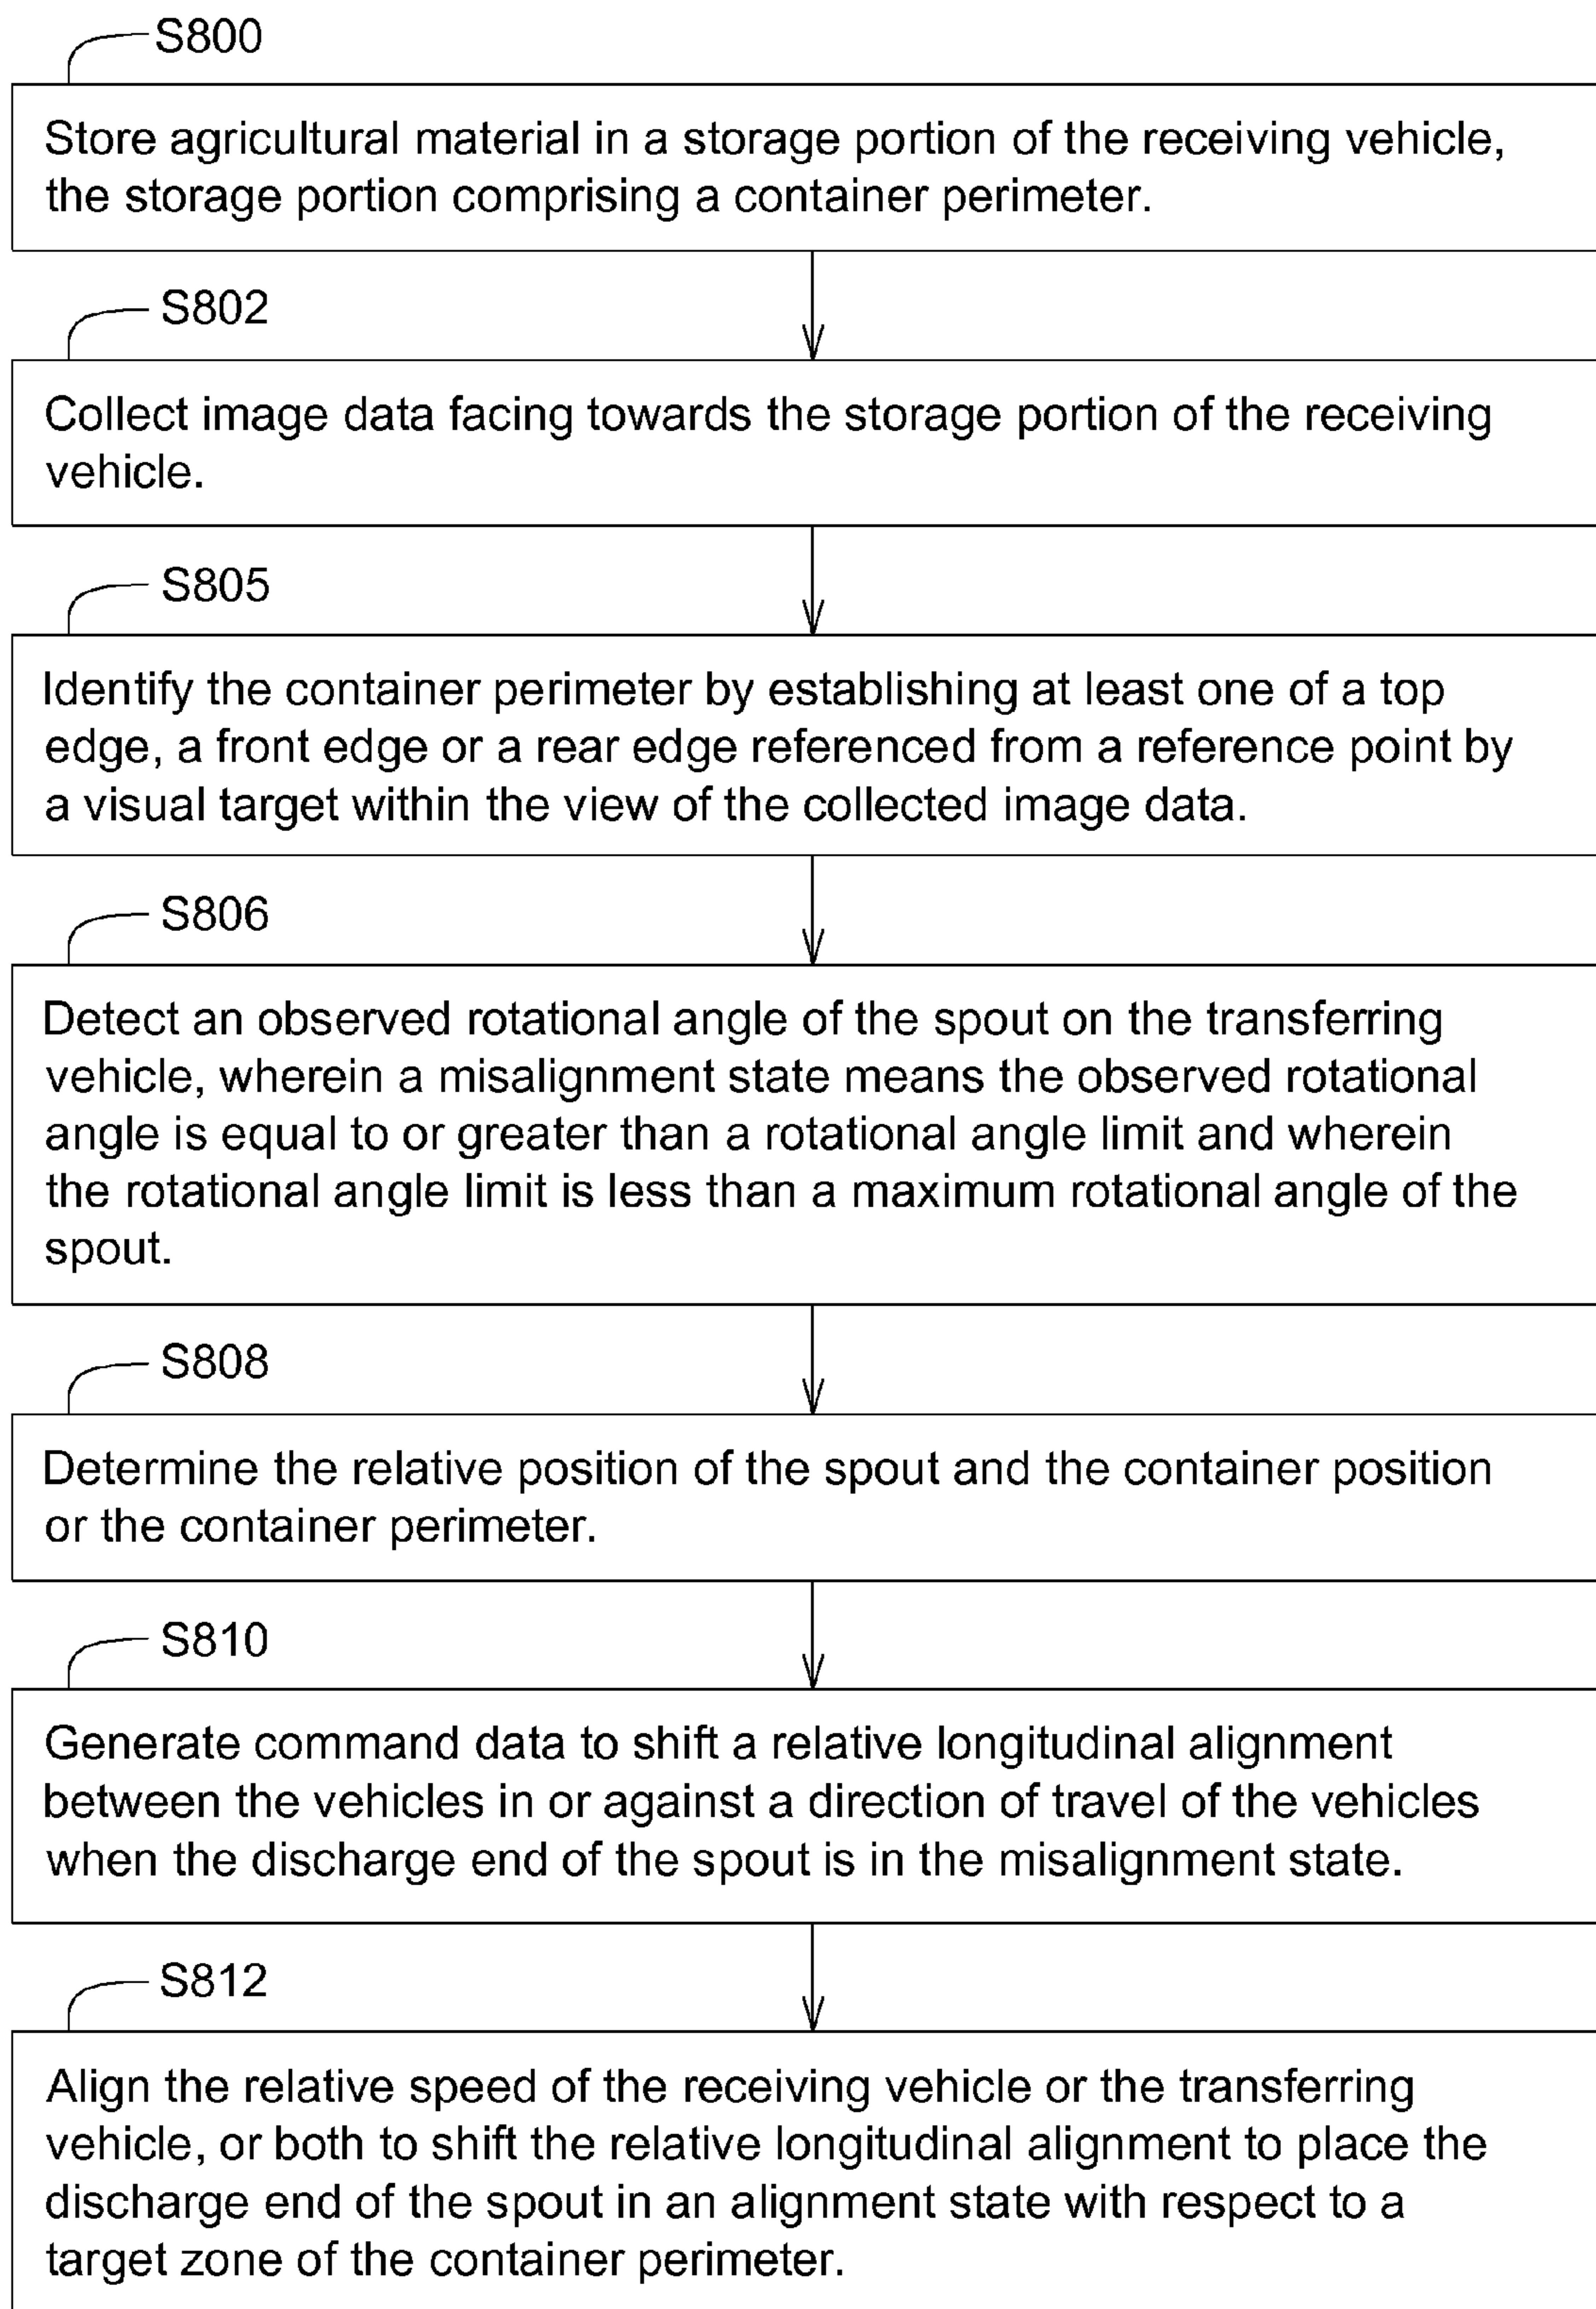 S800
Store agricultural material in a storage portion of the receiving vehicle,
the storage portion comprising a container perimeter.
S802
Collect image data facing towards the storage portion of the receiving
vehicle.
S805
Identify the container perimeter by establishing at least one of a top
edge, a front edge or a rear edge referenced from a reference point by
a visual target within the view of the collected image data.
S806
Detect an observed rotational angle of the spout on the transferring
vehicle, wherein a misalignment state means the observed rotational
angle is equal to or greater than a rotational angle limit and wherein
the rotational angle limit is less than a maximum rotational angle of the
spout.
S808
Determine the relative position of the spout and the container position
or the container perimeter.
S810
Generate command data to shift a relative longitudinal alignment
between the vehicles in or against a direction of travel of the vehicles
when the discharge end of the spout is in the misalignment state.
S812
Align the relative speed of the receiving vehicle or the transferring
vehicle, or both to shift the relative longitudinal alignment to place the
discharge end of the spout in an alignment state with respect to a
target zone of the container perimeter.